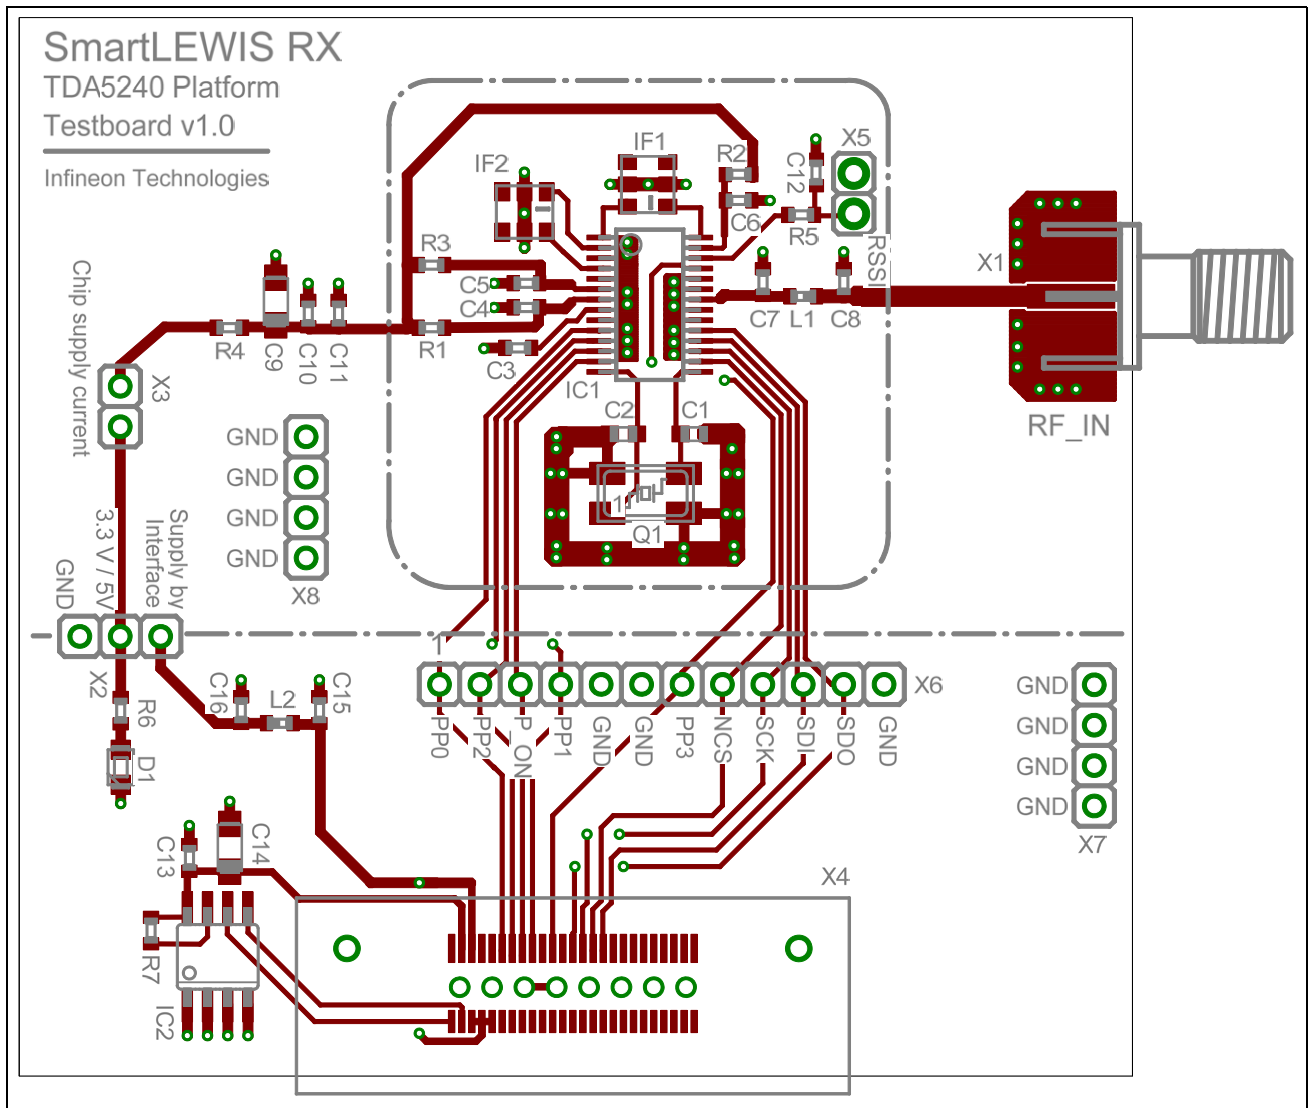 SmartLEWIS RX
TDA5240 Platform
Testboard v1.0
Infineon Technologies
IF1
IF2
R2
C12
X5
C6
R5
RSSI
X1
R3
C5
C4
Chip supply current
R4
C9
C10
C11
R1
C3
IC1
C7
L1
C8
X3
C2
C1
RF_IN
GND
GND
GND
GND
X8
1
Q1
3.3 V / 5V
Supply by
Interface
GND
X2
1
X6
R6
C16
L2
C15
PP0
PP2
P_ON
PP1
GND
GND
PP3
NCS
SCK
SDI
SDO
GND
GND
GND
GND
GND
X7
D1
C13
C14
X4
R7
IC2